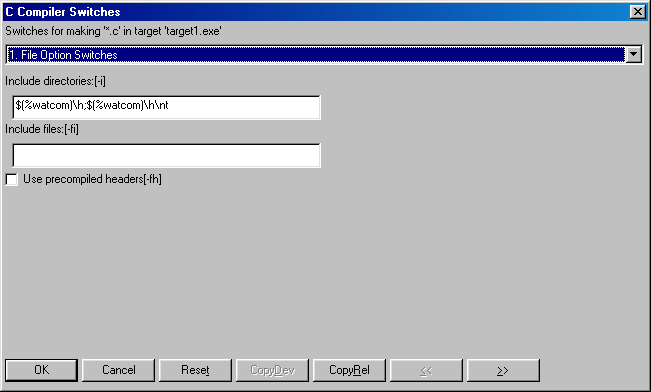 C Compiler Switches
Switches for making '*.c' in target 'target1.exe'
1. File Option Switches
Include directories:[-i]
$(%watcom)\h;$(%watcom)\h\nt
Include files:[-fi]
Use precompiled headers[-fh]
OK Cancel Reset CopyDev CopyRel << >>